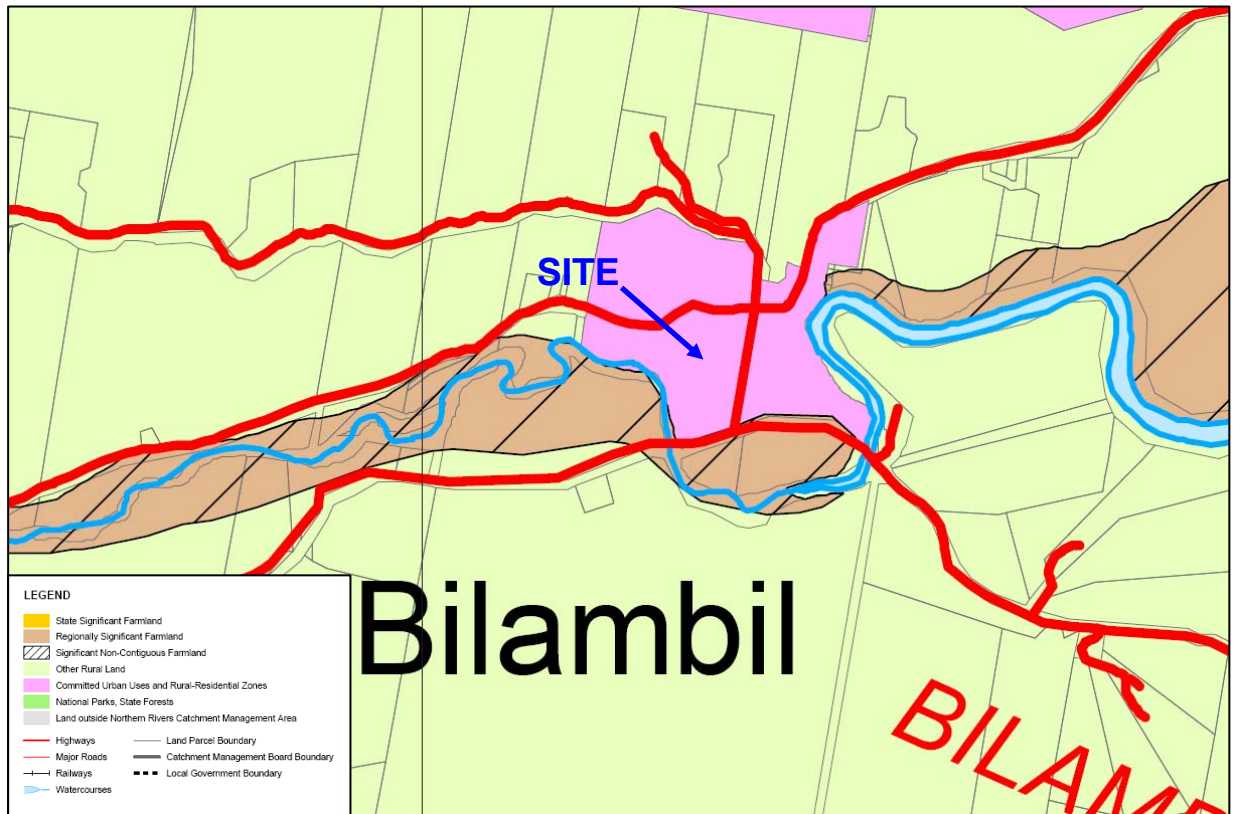 SITE
Bilambil
LEGEND
State Significant Farmland
Regionally Significant Farmland
Significant Non-Contiguous Farmland
Other Rural Land
Committed Urban Uses and Rural-Residential Zones
National Parks, State Forests
Land outside Northern Rivers Catchment Management Area
Highways
Major Roads
Railways
Watercourses
Land Parcel Boundary
Catchment Management Board Boundary
Local Government Boundary